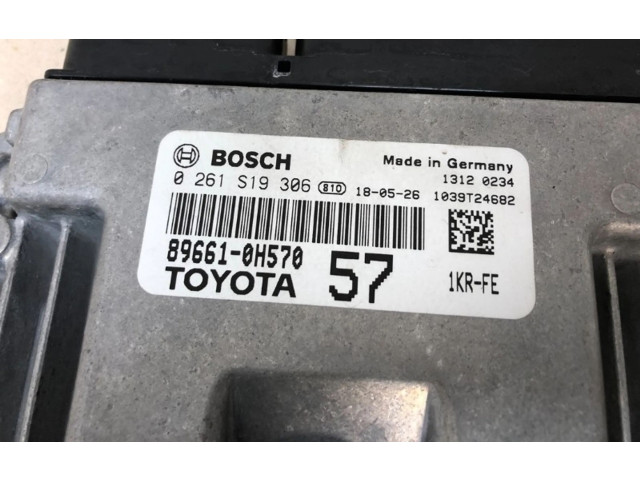 BOSCH Made in Germany
0 261 S19 306 810 18-05-26 1312 0234
1039T24682
89661-0H570
TOYOTA 57 1KR-FE